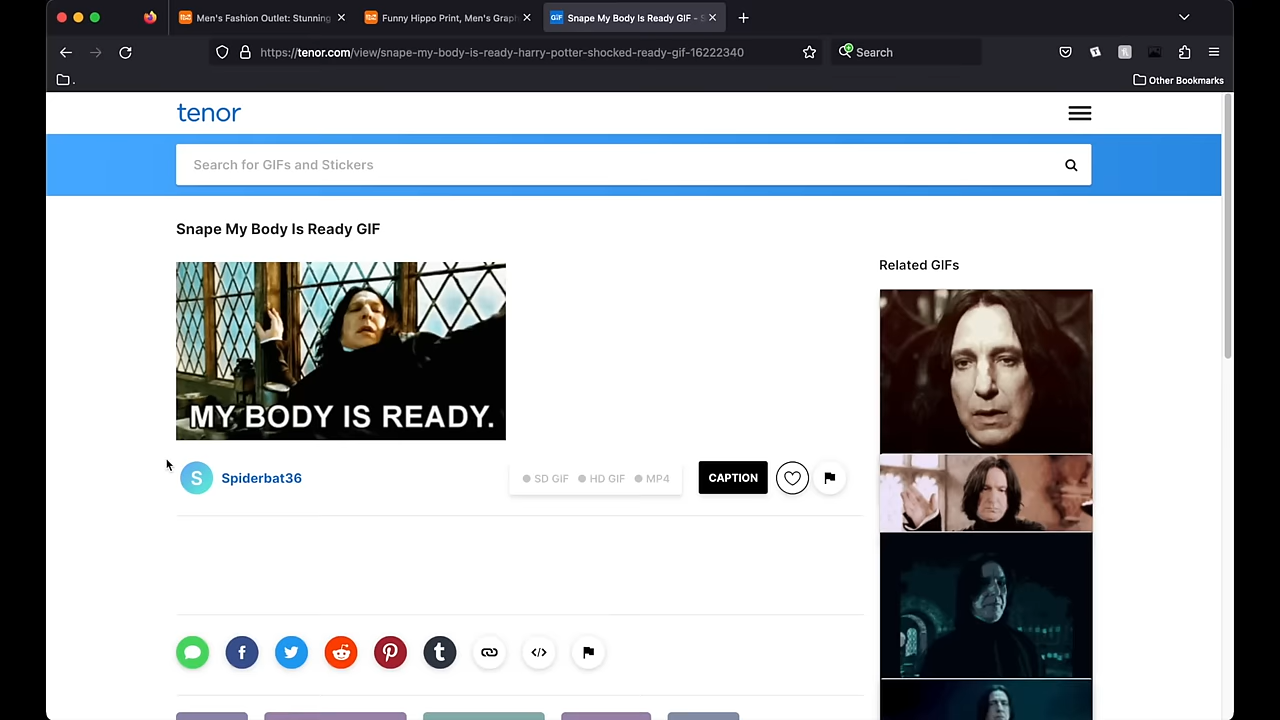 Men's Fashion Outlet: Stunning
Funny Hippo Print, Men's Grap
Snape My Body Is Ready GIF - S
https://tenor.com/view/snape-my-body-is-ready-harry-potter-shocked-ready-gif-16222340
Search
.
Other Bookmarks
tenor
Search for GIFs and Stickers
Snape My Body Is Ready GIF
Related GIFs
MY BODY IS READY.
S Spiderbat36
SD GIF HD GIF MP4
CAPTION